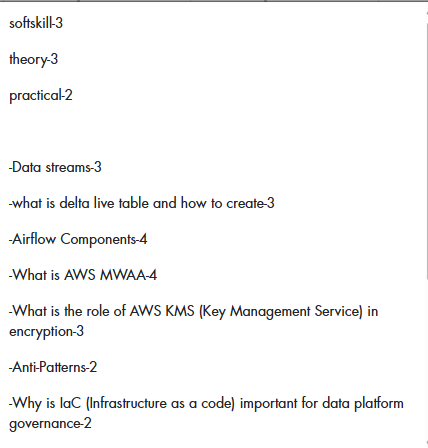 softskill-3
theory-3
practical-2
-Data streams-3
-what is delta live table and how to create-3
-Airflow Components-4
-What is AWS MWAA-4
-What is the role of AWS KMS (Key Management Service) in
encryption-3
-Anti-Patterns-2
-Why is IaC (Infrastructure as a code) important for data platform
governance-2